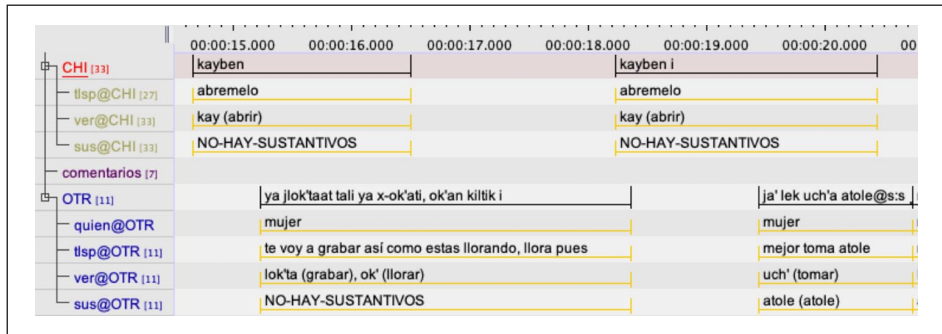 00:00:15.000 00:00:16.000 00:00:17.000 00:00:18.000 00:00:19.000 00:00:20.000 00
CHI [33] kayben kayben i
tlsp@CHI [27] abremelo abremelo
ver@CHI [33] kay (abrir) kay (abrir)
sus@CHI [33] NO-HAY-SUSTANTIVOS NO-HAY-SUSTANTIVOS
comentarios [7]
OTR [11] ya jlok'taat tali ya x-ok'ati, ok'an kiltik i ja' lek uch'a atole@s:s
quien@OTR mujer mujer
tlsp@OTR [11] te voy a grabar así como estas llorando, llora pues mejor toma atole
ver@OTR [11] lok'ta (grabar), ok' (llorar) uch' (tomar)
sus@OTR [11] NO-HAY-SUSTANTIVOS atole (atole)